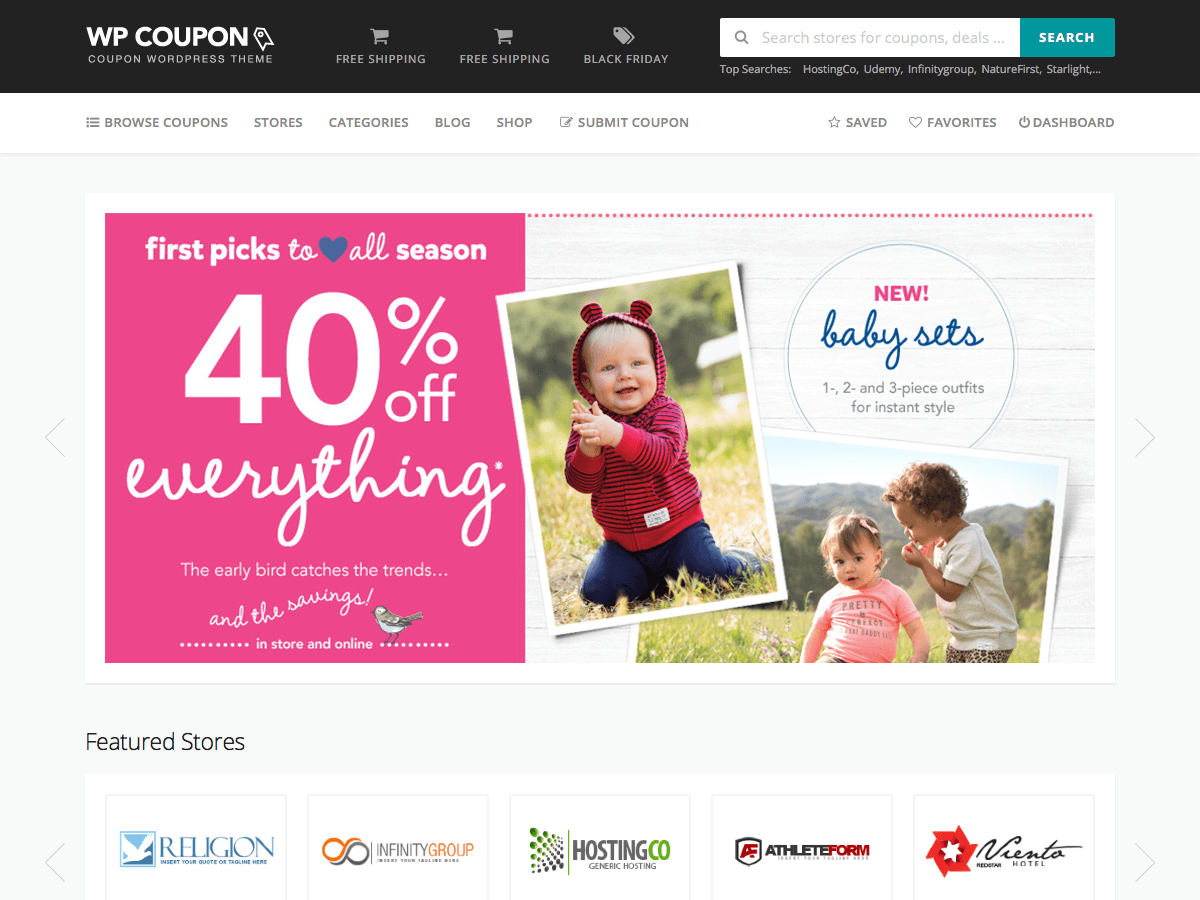 WP COUPON
COUPON WORDPRESS THEME
FREE SHIPPING
FREE SHIPPING
BLACK FRIDAY
Search stores for coupons, deals ...
SEARCH
Top Searches: HostingCo, Udemy, Infinitygroup, NatureFirst, Starlight,...
BROWSE COUPONS
STORES
CATEGORIES
BLOG
SHOP
SUBMIT COUPON
SAVED
FAVORITES
DASHBOARD
first picks to all season
40% off
everything*
The early bird catches the trends...
and the savings!
in store and online
NEW!
baby sets
1-, 2- and 3-piece outfits
for instant style
PRETTY
Featured Stores
RELIGION
INSERT YOUR QUOTE OR TAGLINE HERE
INFINITYGROUP
INSERT YOUR TAGLINE HERE
HOSTINGCO
GENERIC HOSTING
AF
ATHLETEFORM
INSERT YOUR TAGLINE HERE
Viento
REDSTAR HOTEL